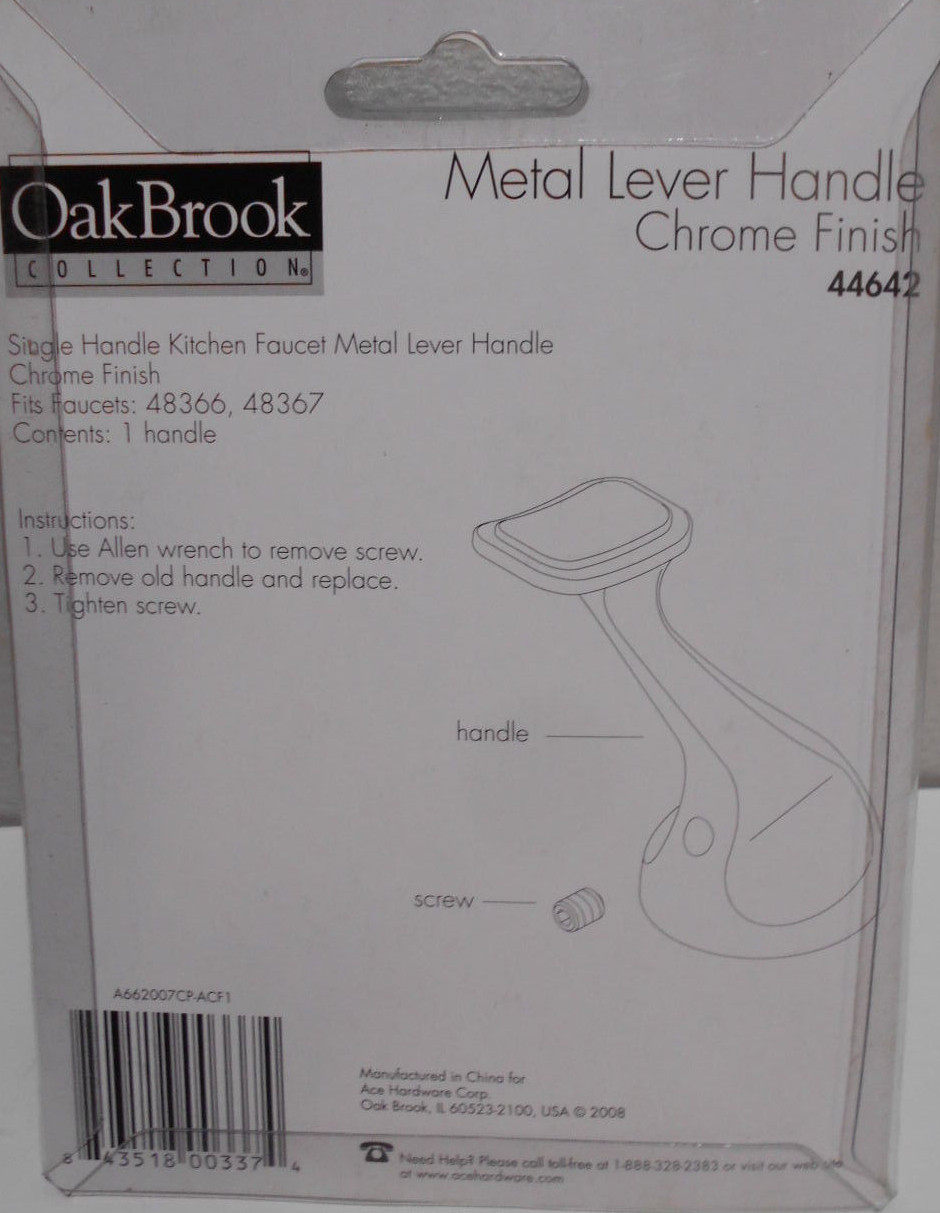 OakBrook
COLLECTION®
Metal Lever Handle
Chrome Finish
44642
Single Handle Kitchen Faucet Metal Lever Handle
Chrome Finish
Fits Faucets: 48366, 48367
Contents: 1 handle
Instructions:
1. Use Allen wrench to remove screw.
2. Remove old handle and replace.
3. Tighten screw.
handle
screw
A662007CP-ACF1
8 43518 00337 4
Manufactured in China for
Ace Hardware Corp.
Oak Brook, IL 60523-2100, USA © 2008
Need Help? Please call toll-free at 1-888-328-2383 or visit our web site
at www.acehardware.com